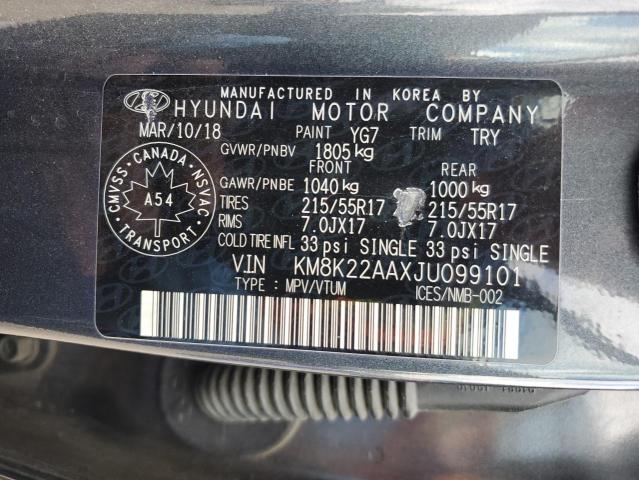 MANUFACTURED IN KOREA BY
HYUNDAI MOTOR COMPANY
MAR/10/18 PAINT YG7 TRIM TRY
GVWR/PNBV 1805 kg
FRONT REAR
GAWR/PNBE 1040 kg 1000 kg
TIRES 215/55R17 215/55R17
RIMS 7.0JX17 7.0JX17
COLD TIRE INFL 33 psi SINGLE 33 psi SINGLE
VIN KM8K22AAXJU099101
TYPE : MPV/VTUM ICES/NMB-002
CANADA
CMVSS NSVAC
A54
TRANSPORT